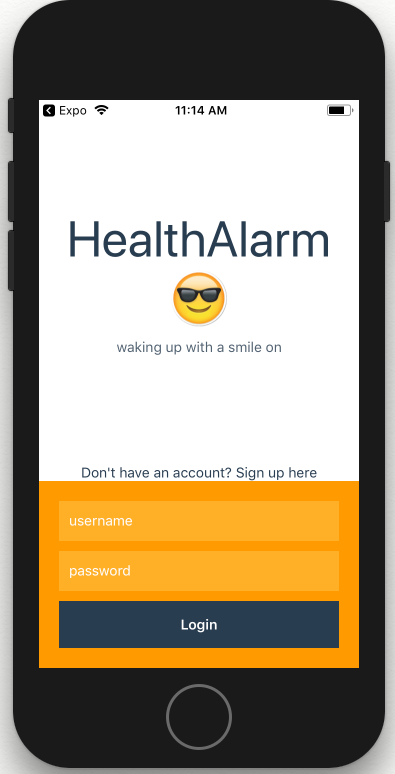 Expo
11:14 AM
HealthAlarm
waking up with a smile on
Don't have an account? Sign up here
username
password
Login